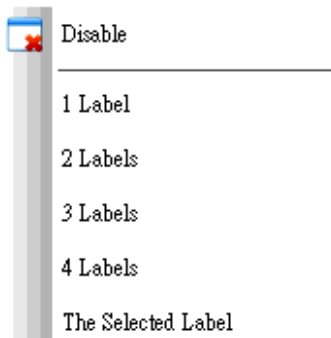 Disable
1 Label
2 Labels
3 Labels
4 Labels
The Selected Label